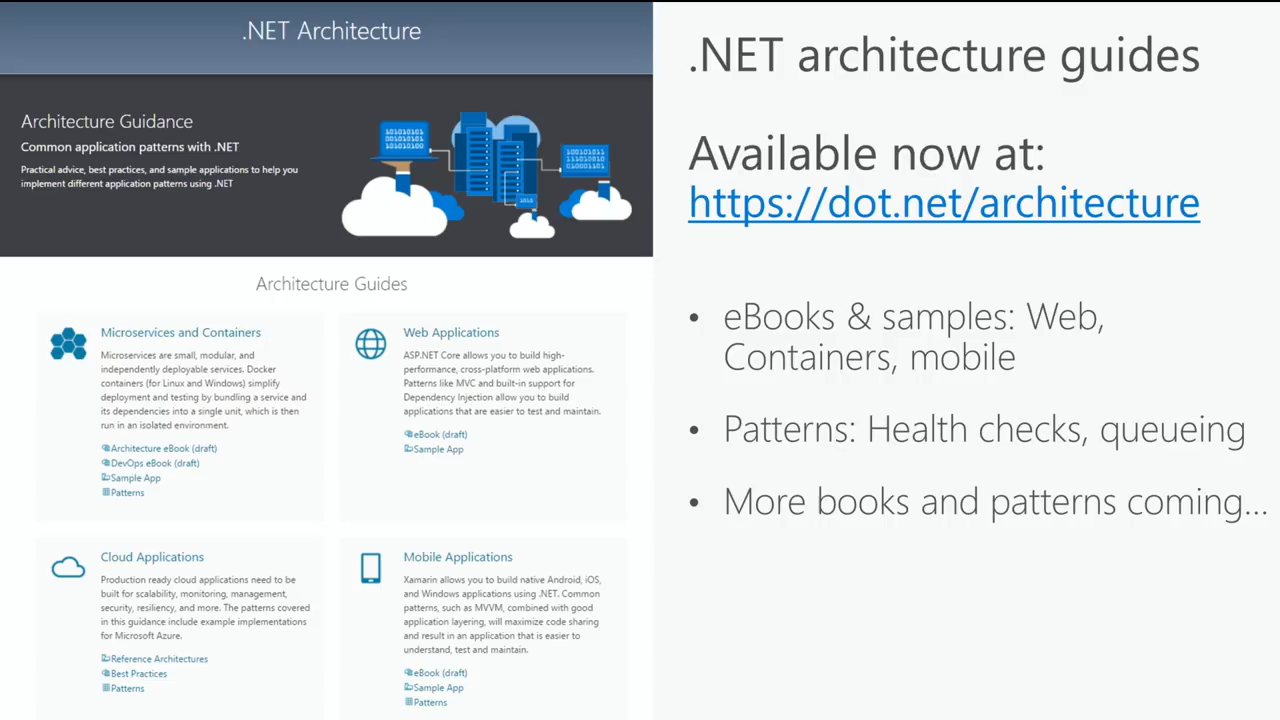 .NET Architecture
Architecture Guidance
Common application patterns with .NET
Practical advice, best practices, and sample applications to help you
implement different application patterns using .NET
101010101
00101010101
101010100
100101011
11101010
010001101
1010
Architecture Guides
Microservices and Containers
Microservices are small, modular, and
independently deployable services. Docker
containers (for Linux and Windows) simplify
deployment and testing by bundling a service and
its dependencies into a single unit, which is then
run in an isolated environment.
Architecture eBook (draft)
DevOps eBook (draft)
Sample App
Patterns
Web Applications
ASP.NET Core allows you to build high-
performance, cross-platform web applications.
Patterns like MVC and built-in support for
Dependency Injection allow you to build
applications that are easier to test and maintain.
eBook (draft)
Sample App
Cloud Applications
Production ready cloud applications need to be
built for scalability, monitoring, management,
security, resiliency, and more. The patterns covered
in this guidance include example implementations
for Microsoft Azure.
Reference Architectures
Best Practices
Patterns
Mobile Applications
Xamarin allows you to build native Android, iOS,
and Windows applications using .NET. Common
patterns, such as MVVM, combined with good
application layering, will maximize code sharing
and result in an application that is easier to
understand, test and maintain.
eBook (draft)
Sample App
Patterns
.NET architecture guides
Available now at:
https://dot.net/architecture
• eBooks & samples: Web,
Containers, mobile
• Patterns: Health checks, queueing
• More books and patterns coming…